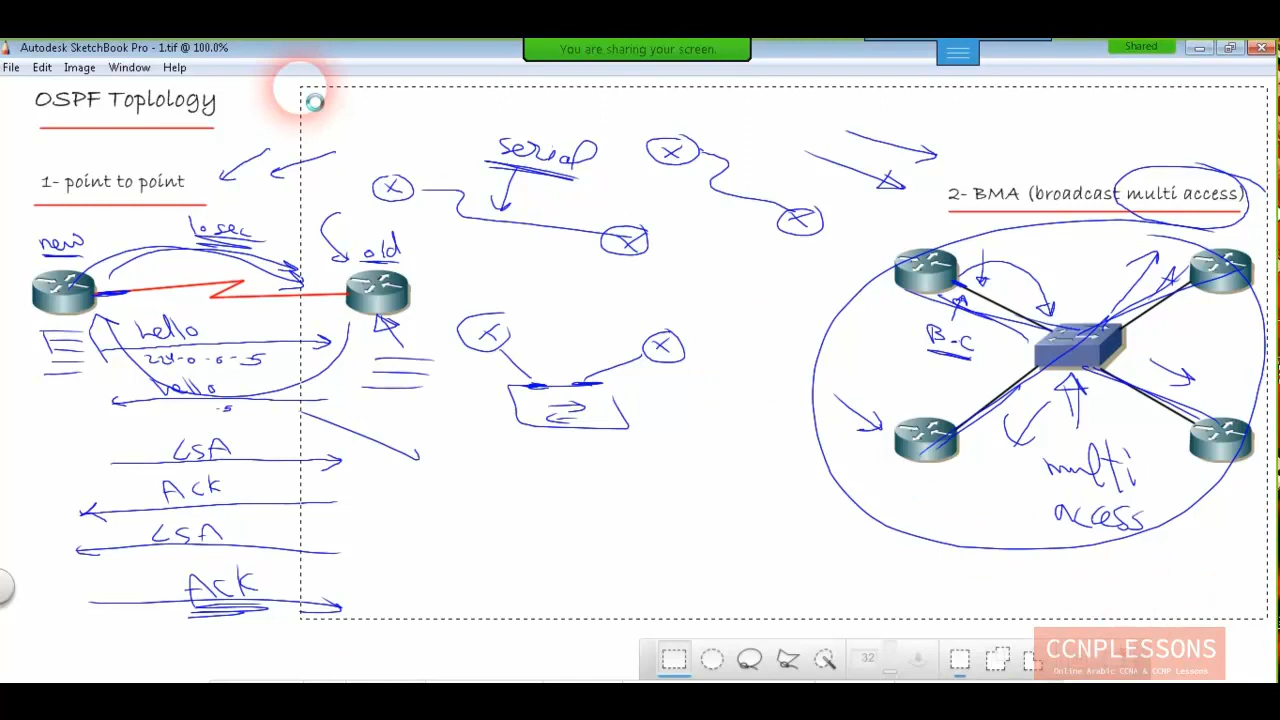 Autodesk SketchBook Pro - 1.tif @ 100.0%
You are sharing your screen.
Shared
File Edit Image Window Help
OSPF Toplology
1- point to point
new
10 sec
old
hello
224-0-0-5
hello
.5
LSA
Ack
LSA
Ack
serial
X
X
X
X
X
X
2- BMA (broadcast multi access)
B-C
multi
access
32
CCNPLESSONS
Online Arabic CCNA & CCNP Lessons